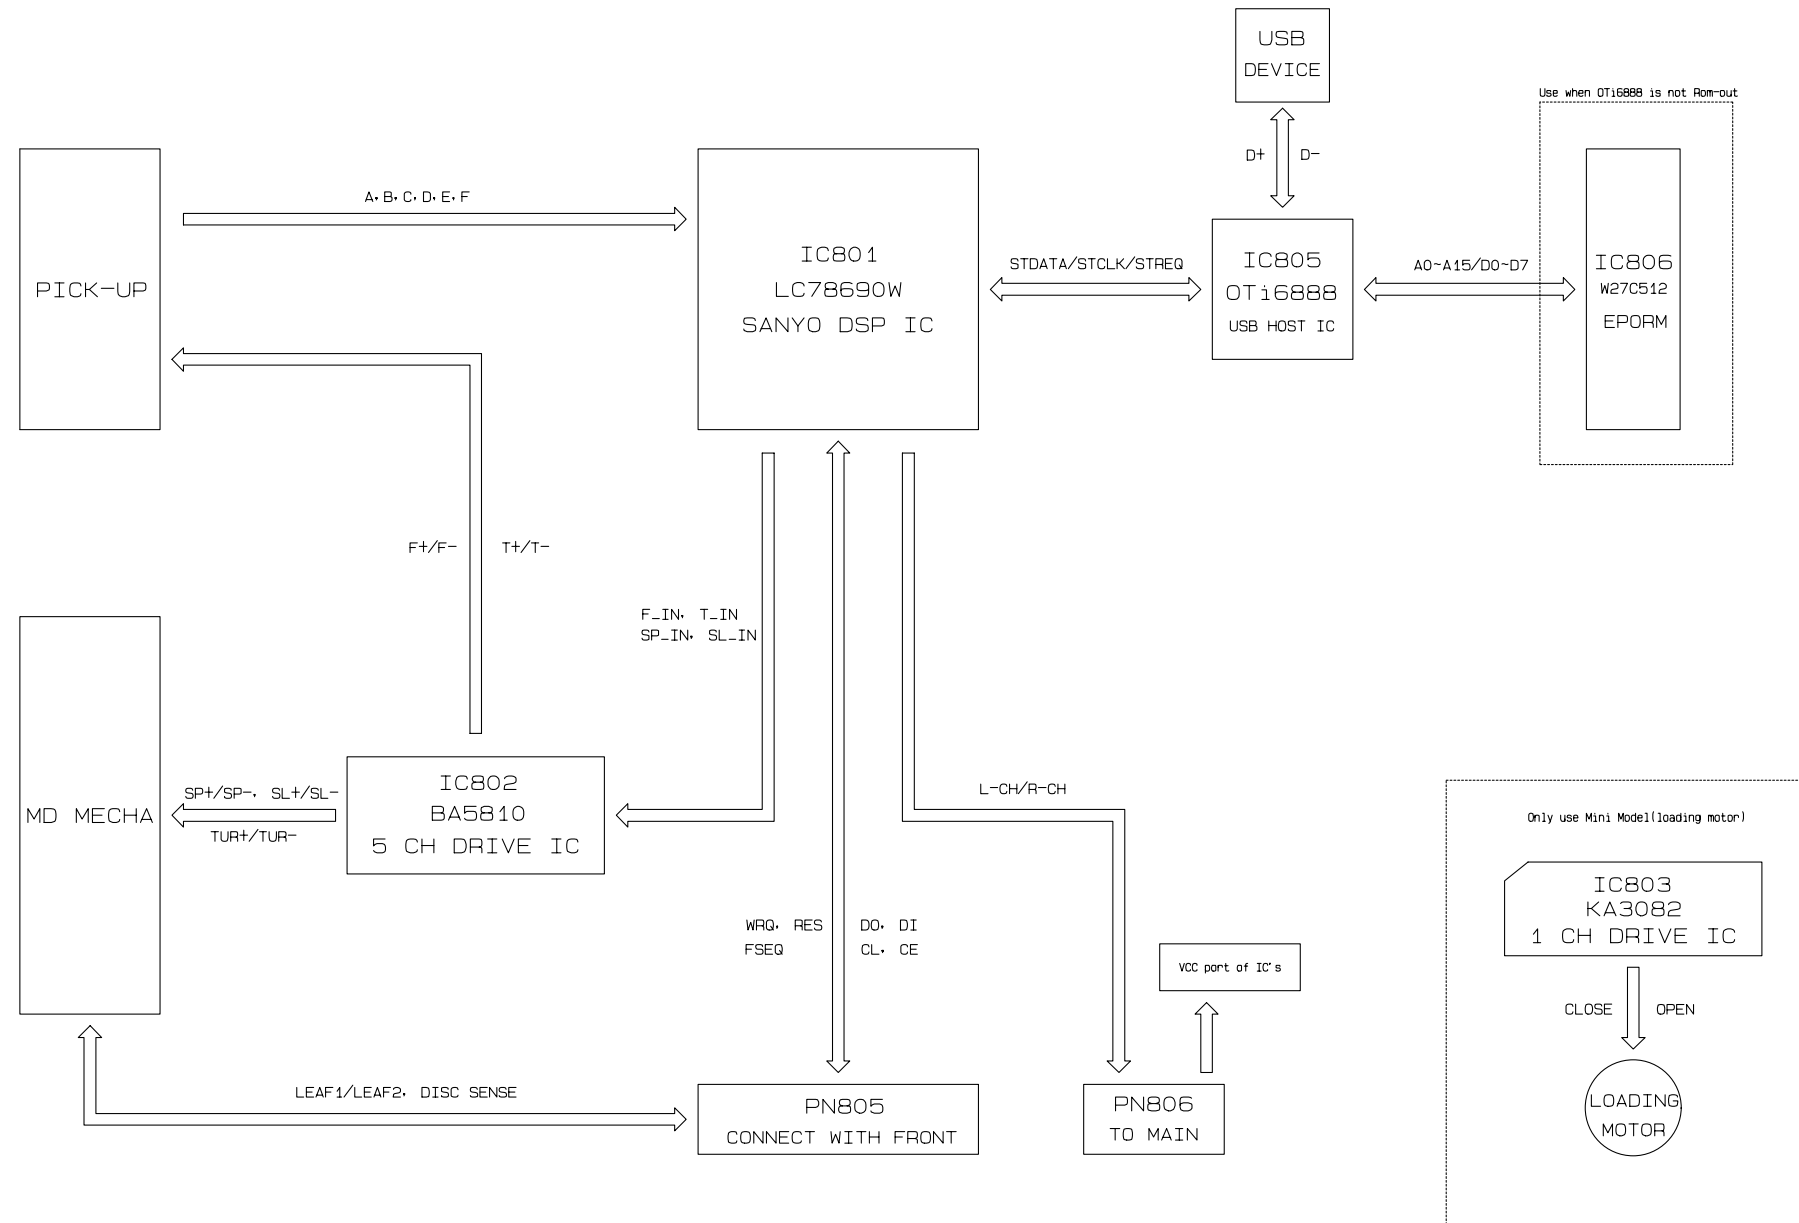 USB
DEVICE
Use when OTi6888 is not Rom-out
D+ D-
A, B, C, D, E, F
PICK-UP
IC801
LC78690W
SANYO DSP IC
STDATA/STCLK/STREQ
IC805
OTi6888
USB HOST IC
A0~A15/D0~D7
IC806
W27C512
EPORM
F+/F- T+/T-
F_IN, T_IN
SP_IN, SL_IN
MD MECHA
SP+/SP-, SL+/SL-
TUR+/TUR-
IC802
BA5810
5 CH DRIVE IC
L-CH/R-CH
Only use Mini Model(loading motor)
IC803
KA3082
1 CH DRIVE IC
WRQ, RES DO, DI
FSEQ CL, CE
VCC port of IC's
CLOSE OPEN
LEAF1/LEAF2, DISC SENSE
PN805
CONNECT WITH FRONT
PN806
TO MAIN
LOADING
MOTOR